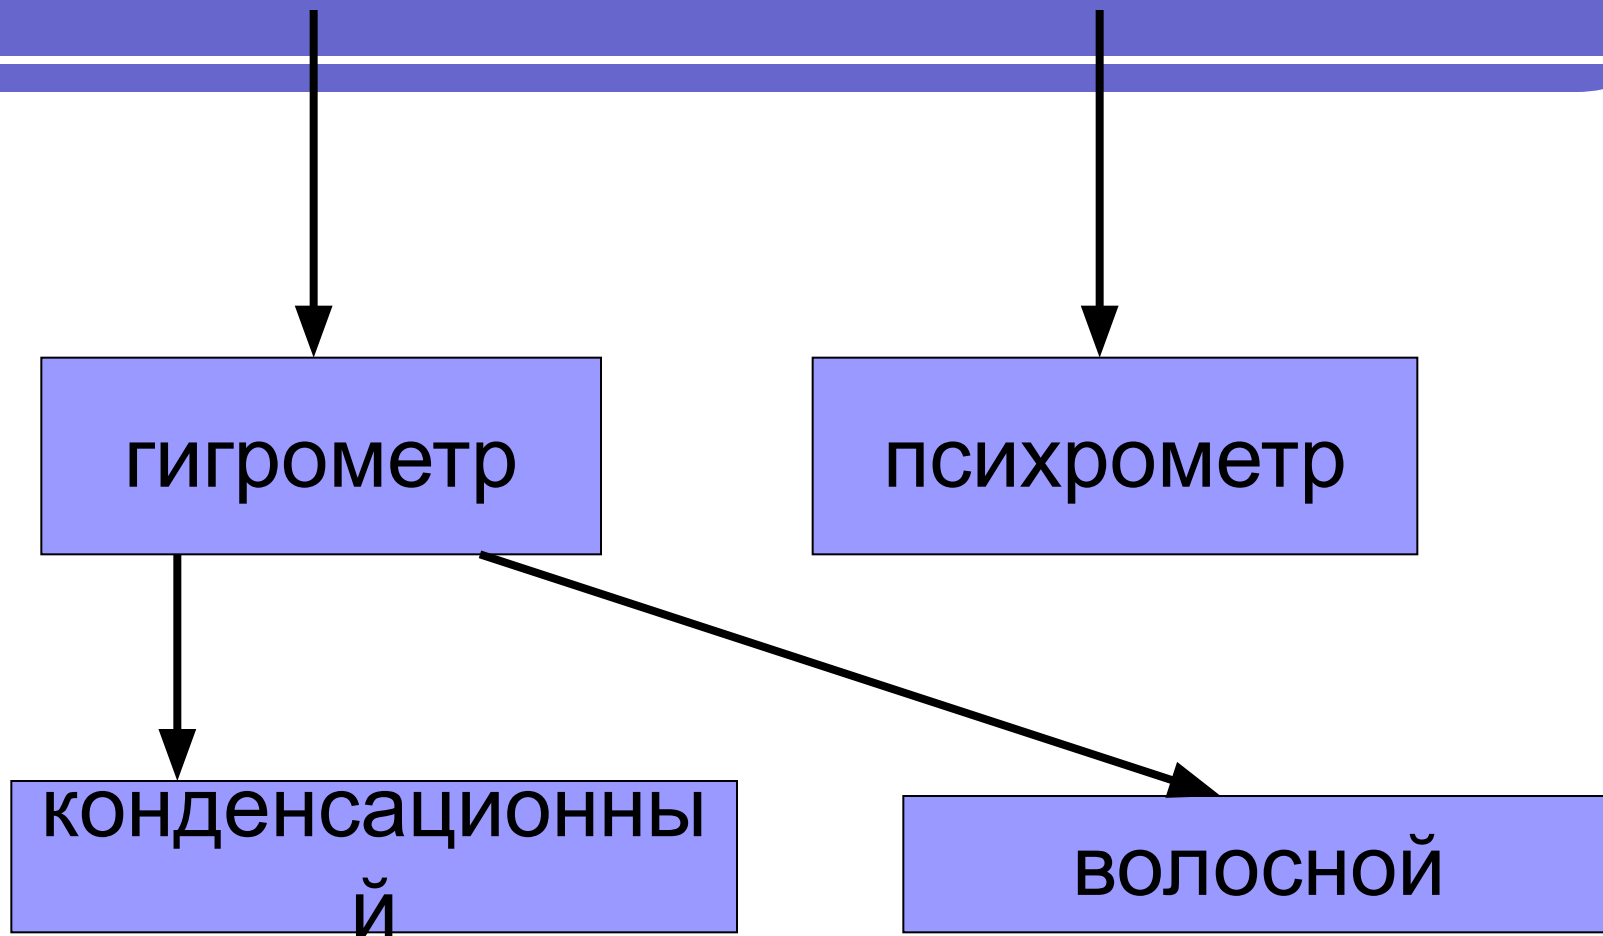 гигрометр
психрометр
конденсационны
й
волосной